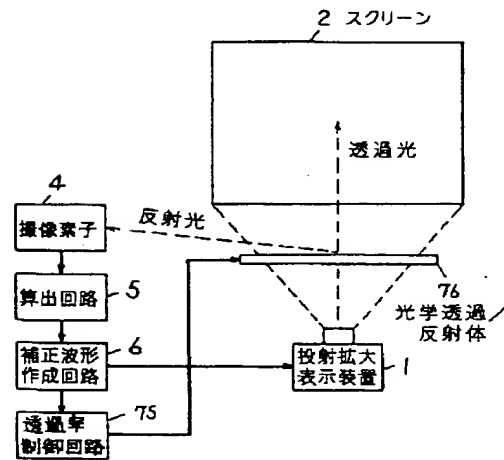 2 スクリーン
透過光
4
撮像素子
反射光
算出回路
5
76
光学透過
反射体
補正波形
作成回路
6
投射拡大
表示装置
1
透過率
制御回路
75